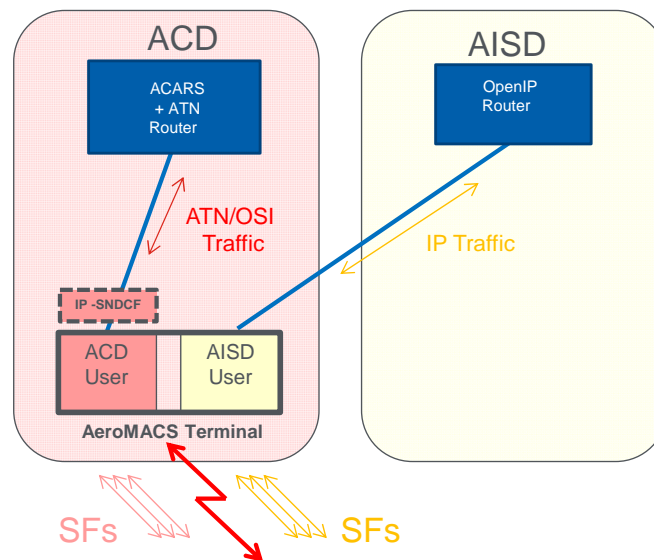 ACD
AISD
ACARS
+ ATN
Router
OpenIP
Router
ATN/OSI
Traffic
IP Traffic
IP -SNDCF
ACD
User
AISD
User
AeroMACS Terminal
SFs
SFs